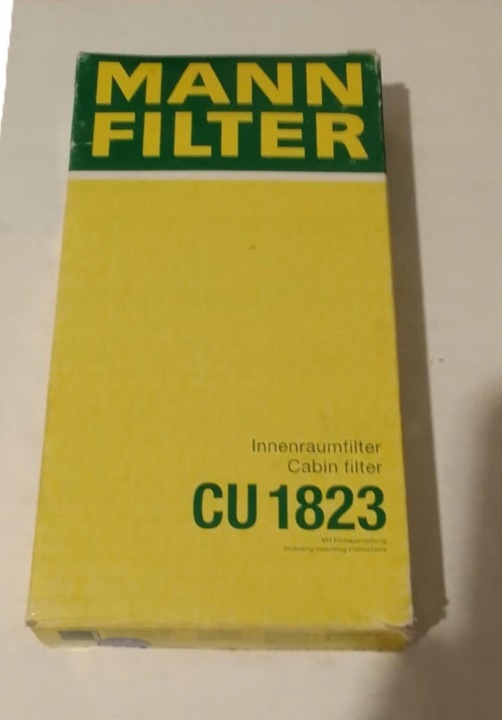 MANN
FILTER
Innenraumfilter
Cabin filter
CU 1823
Mit Einbauanleitung
Including mounting instructions